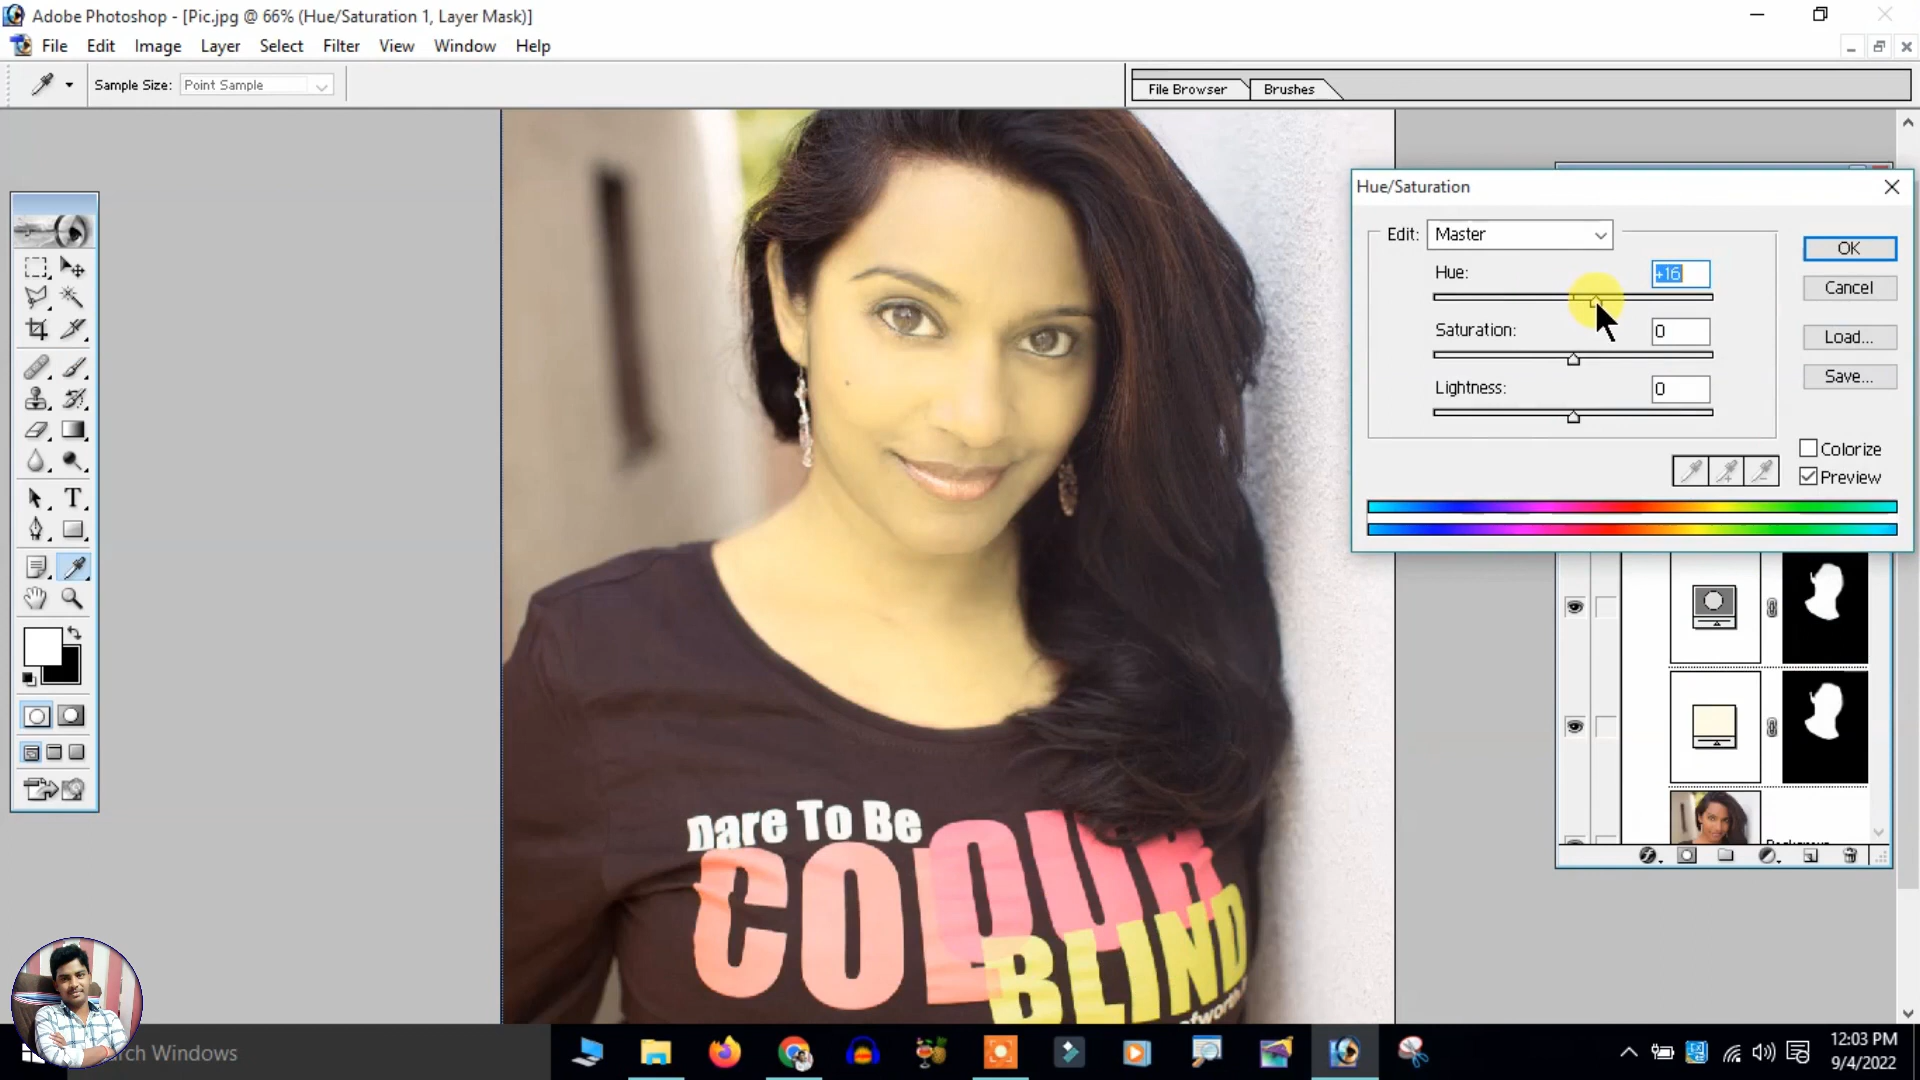 Adobe Photoshop - [Pic.jpg @ 66% (Hue/Saturation 1, Layer Mask)]
File Edit Image Layer Select Filter View Window Help
Sample Size: Point Sample
File Browser Brushes
Hue/Saturation
Edit: Master
OK
Hue: +16
Cancel
Saturation: 0
Load...
Lightness: 0
Save...
Colorize
Preview
T
Dare To Be
COLOUR
BLIND
12:03 PM
9/4/2022
Windows